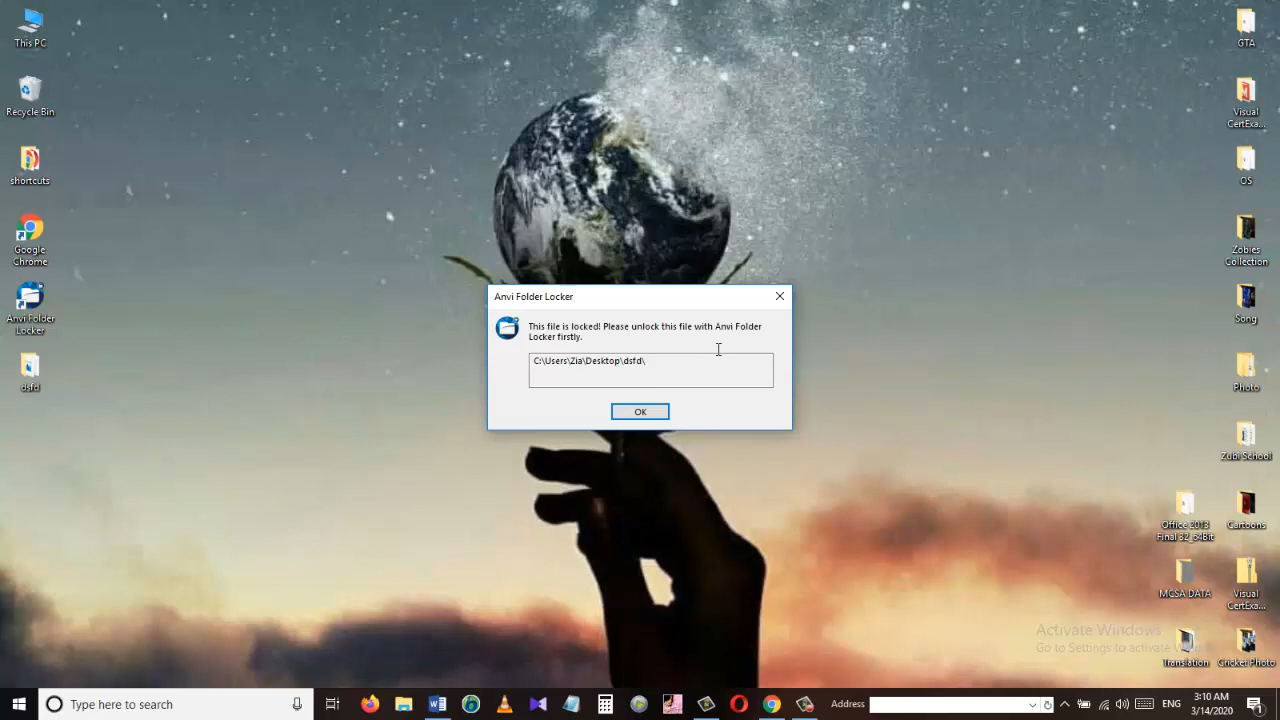 This PC
Recycle Bin
shortcuts
Google
Chrome
Anvi Folder
Locker
dsfd
GTA
Visual
CertExa...
OS
Zobies
Collection
Song
Photo
Zubi School
Office 2013
Final 32_64Bit
Cartoons
MCSA DATA
Visual
CertExa...
Translation
Cricket Photo
Anvi Folder Locker
This file is locked! Please unlock this file with Anvi Folder
Locker firstly.
C:\Users\Zia\Desktop\dsfd\
OK
Activate Windows
Go to Settings to activate
Type here to search
Address
ENG
3:10 AM
3/14/2020